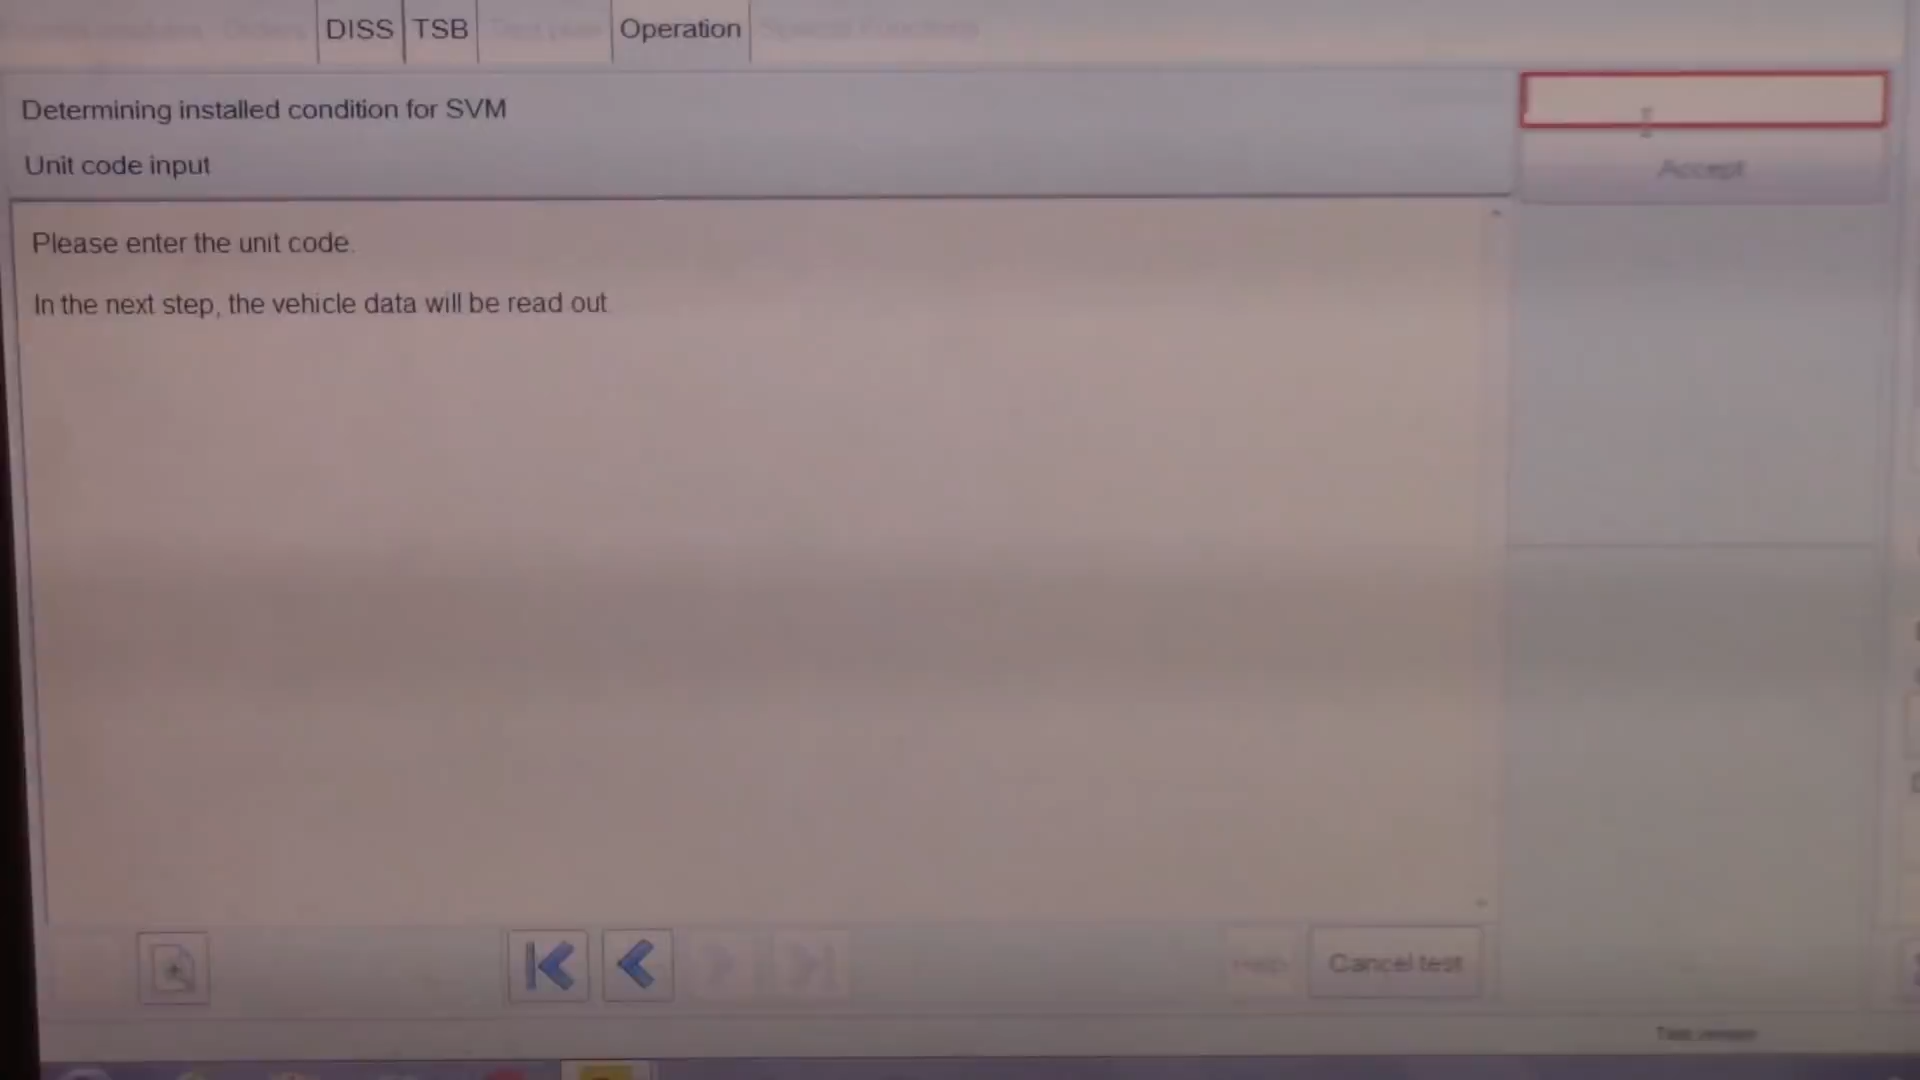 DISS TSB Operation
Determining installed condition for SVM
Unit code input
Accept
Please enter the unit code.
In the next step, the vehicle data will be read out
Cancel test